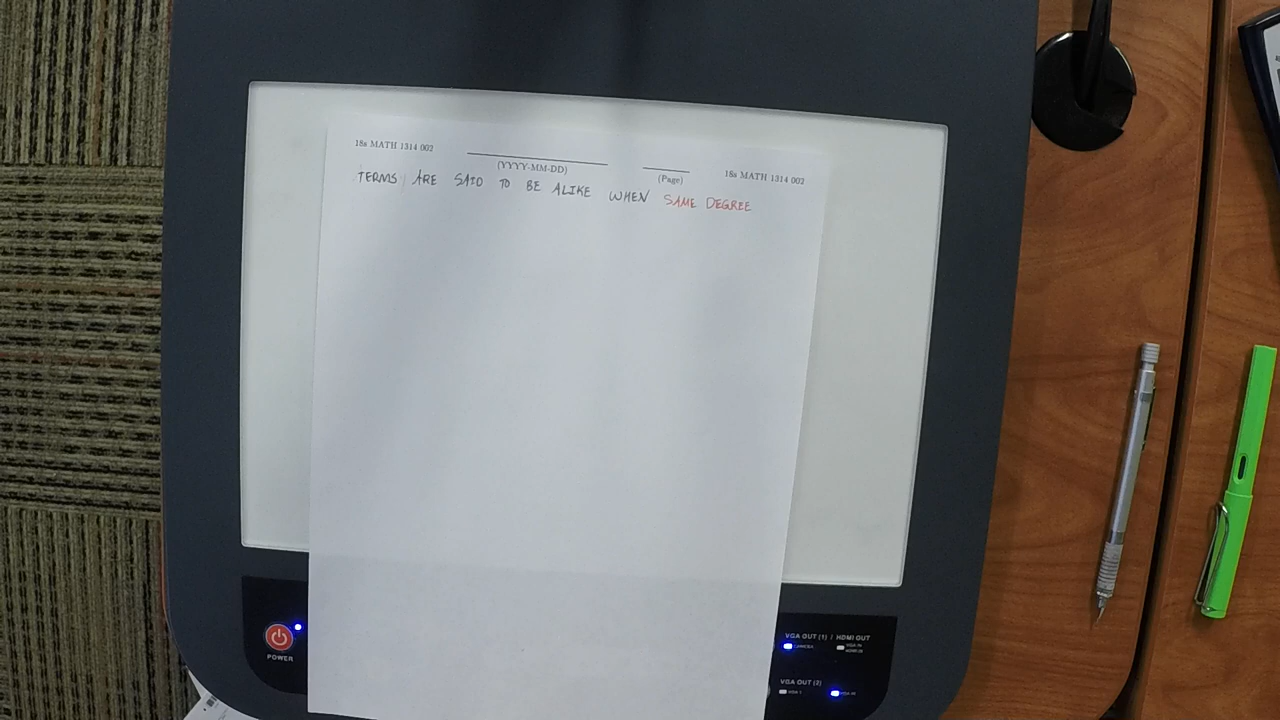 18s MATH 1314 002
(YYYY-MM-DD)
(Page)
18s MATH 1314 002
TERMS ARE SAID TO BE ALIKE WHEN SAME DEGREE
POWER
VGA OUT (1) / HDMI OUT
CAMERA
VGA OUT (2)